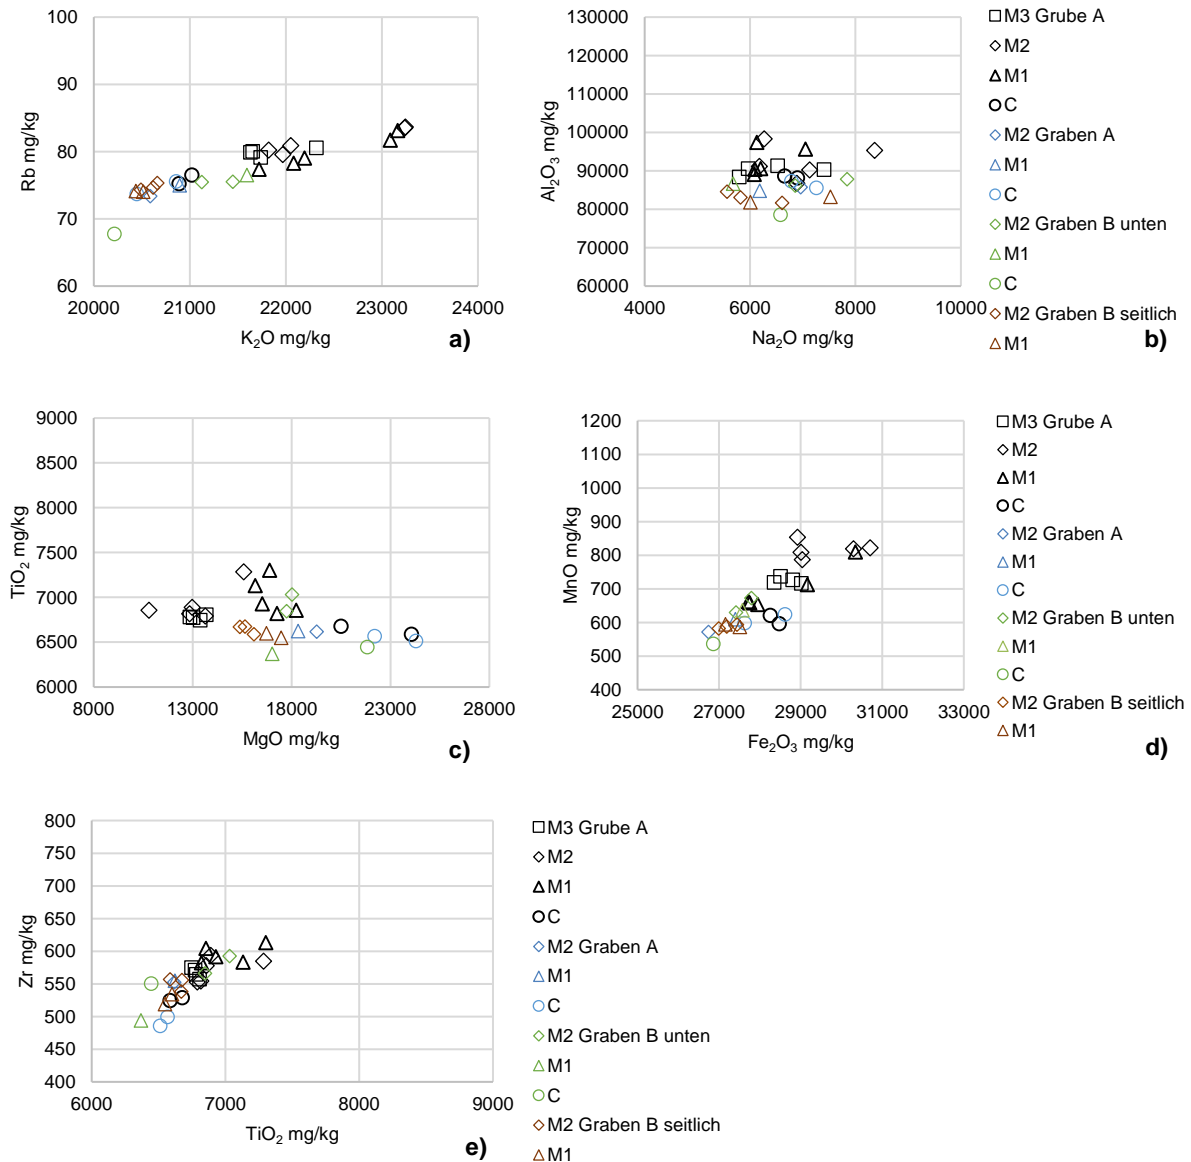 100
90
80
70
60
Rb mg/kg
20000 21000 22000 23000 24000
K₂O mg/kg
a)
130000
120000
110000
100000
90000
80000
70000
60000
Al₂O₃ mg/kg
4000 6000 8000 10000
Na₂O mg/kg
b)
M3 Grube A
M2
M1
C
M2 Graben A
M1
C
M2 Graben B unten
M1
C
M2 Graben B seitlich
M1
9000
8500
8000
7500
7000
6500
6000
TiO₂ mg/kg
8000 13000 18000 23000 28000
MgO mg/kg
c)
1200
1100
1000
900
800
700
600
500
400
MnO mg/kg
25000 27000 29000 31000 33000
Fe₂O₃ mg/kg
d)
M3 Grube A
M2
M1
C
M2 Graben A
M1
C
M2 Graben B unten
M1
C
M2 Graben B seitlich
M1
800
750
700
650
600
550
500
450
400
Zr mg/kg
6000 7000 8000 9000
TiO₂ mg/kg
e)
M3 Grube A
M2
M1
C
M2 Graben A
M1
C
M2 Graben B unten
M1
C
M2 Graben B seitlich
M1